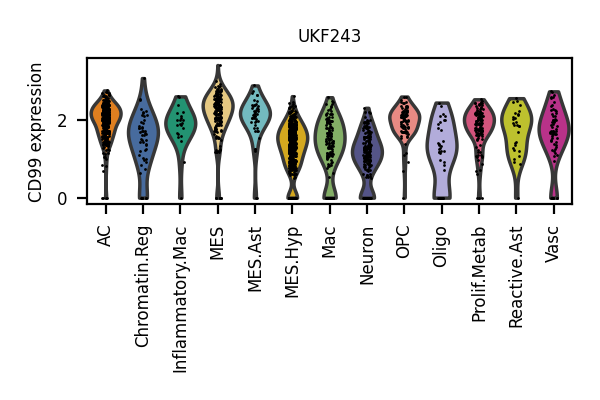 UKF243
CD99 expression
2
0
AC
Chromatin.Reg
Inflammatory.Mac
MES
MES.Ast
MES.Hyp
Mac
Neuron
OPC
Oligo
Prolif.Metab
Reactive.Ast
Vasc